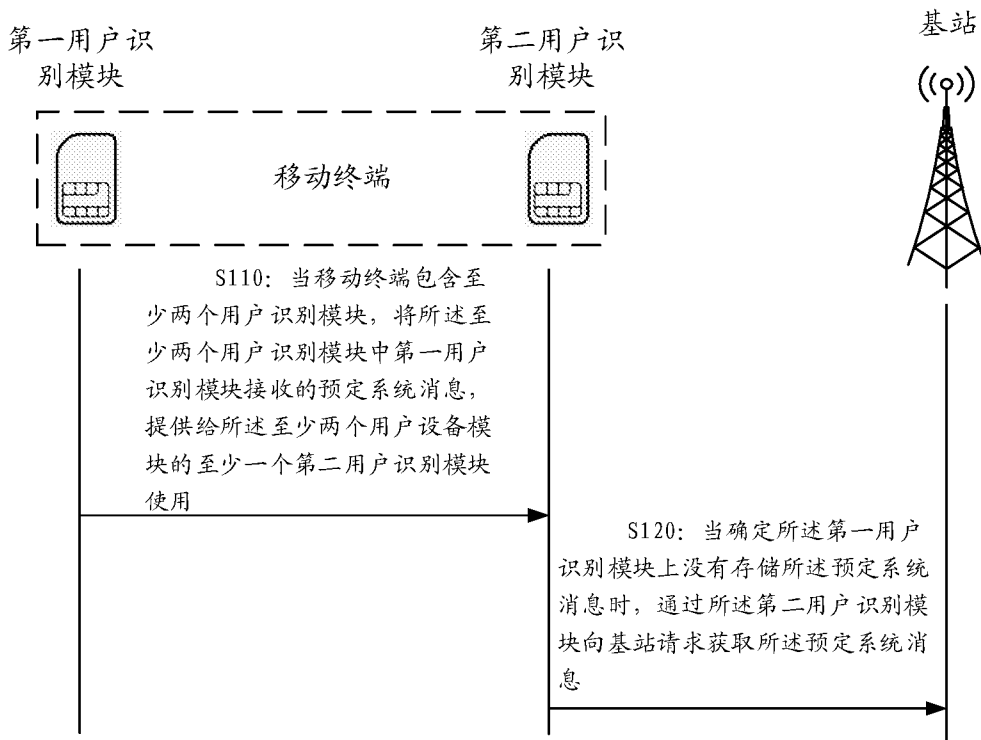 第一用户识
别模块
第二用户识
别模块
基站
移动终端
S110：当移动终端包含至
少两个用户识别模块，将所述至
少两个用户识别模块中第一用户
识别模块接收的预定系统消息，
提供给所述至少两个用户设备模
块的至少一个第二用户识别模块
使用
S120：当确定所述第一用户
识别模块上没有存储所述预定系统
消息时，通过所述第二用户识别模
块向基站请求获取所述预定系统消
息